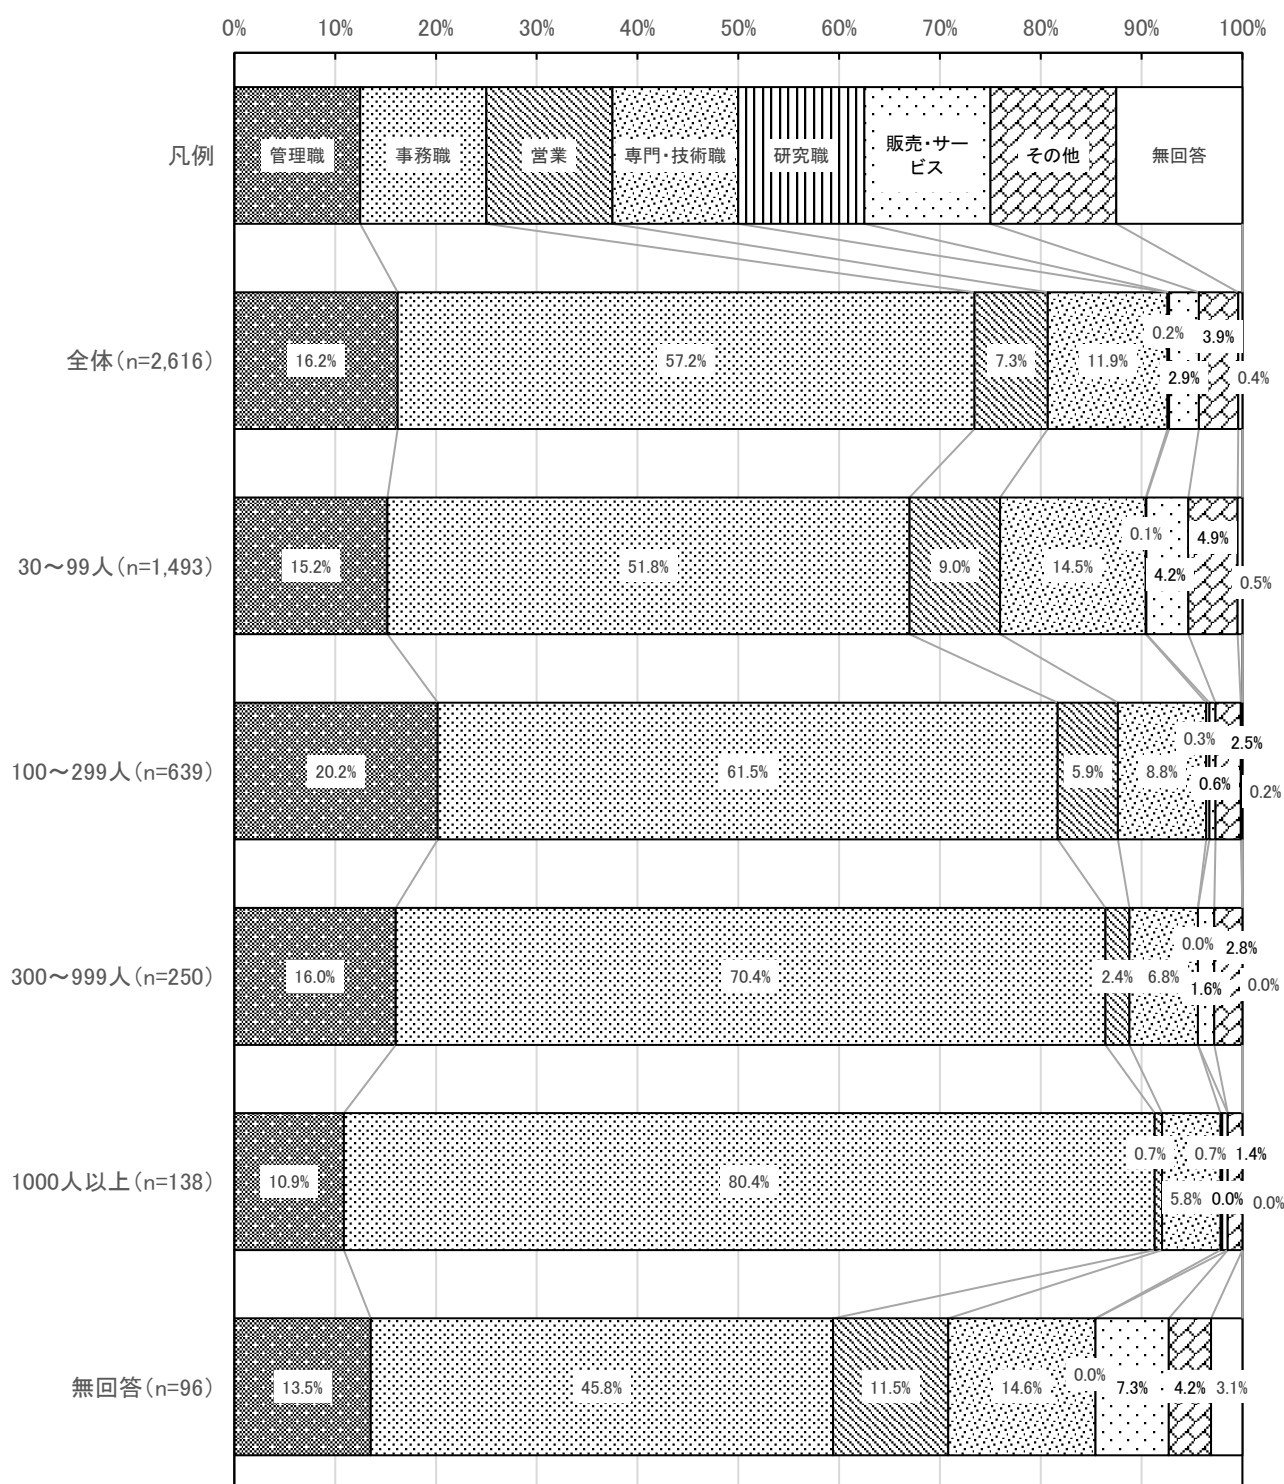 0% 10% 20% 30% 40% 50% 60% 70% 80% 90% 100%
凡例 管理職 事務職 営業 専門・技術職 研究職 販売・サー その他 無回答
ビス
全体(n=2,616) 16.2% 57.2% 7.3% 11.9% 0.2% 2.9% 3.9% 0.4%
30～99人(n=1,493) 15.2% 51.8% 9.0% 14.5% 0.1% 4.2% 4.9% 0.5%
100～299人(n=639) 20.2% 61.5% 5.9% 8.8% 0.3% 0.6% 2.5% 0.2%
300～999人(n=250) 16.0% 70.4% 2.4% 6.8% 0.0% 1.6% 2.8% 0.0%
1000人以上(n=138) 10.9% 80.4% 0.7% 5.8% 0.7% 0.0% 1.4% 0.0%
無回答(n=96) 13.5% 45.8% 11.5% 14.6% 0.0% 7.3% 4.2% 3.1%